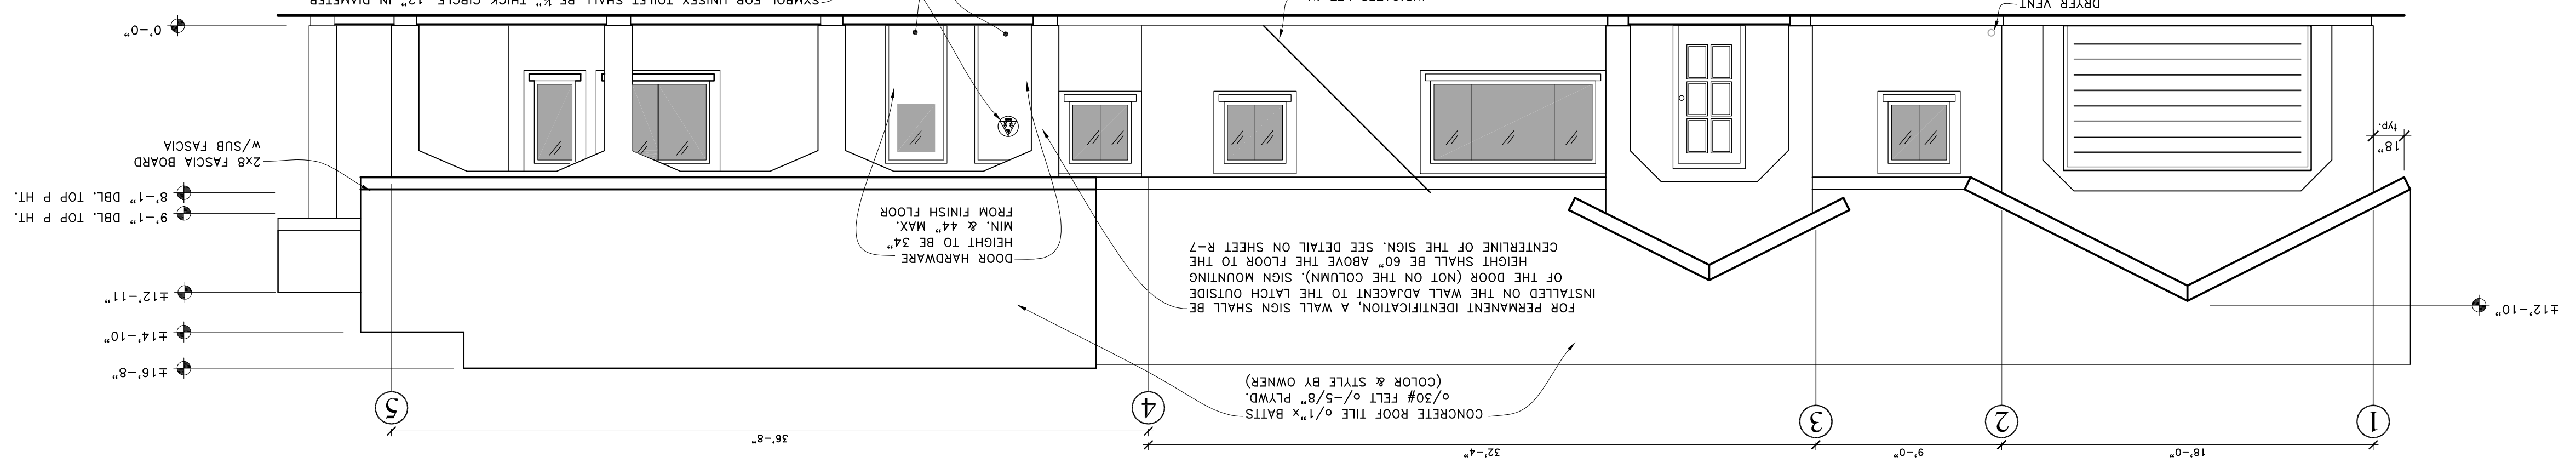 18'-0"
9'-0"
32'-4"
36'-8"
1
2
3
4
5
CONCRETE ROOF TILE o/1"x BATTS
o/30# FELT o/-5/8" PLYWD.
(COLOR & STYLE BY OWNER)
±16'-8"
±14'-10"
±12'-11"
±12'-10"
FOR PERMANENT IDENTIFICATION, A WALL SIGN SHALL BE
INSTALLED ON THE WALL ADJACENT TO THE LATCH OUTSIDE
OF THE DOOR (NOT ON THE COLUMN). SIGN MOUNTING
HEIGHT SHALL BE 60" ABOVE THE FLOOR TO THE
CENTERLINE OF THE SIGN. SEE DETAIL ON SHEET R-7
DOOR HARDWARE
HEIGHT TO BE 34"
MIN. & 44" MAX.
FROM FINISH FLOOR
9'-1" DBL. TOP P HT.
8'-1" DBL. TOP P HT.
2x8 FASCIA BOARD
W/SUB FASCIA
18"
typ.
0'-0"
DRYER VENT
SYMBOL FOR UNISEX TOILET SHALL BE ¼" THICK CIRCLE, 12" IN DIAMETER